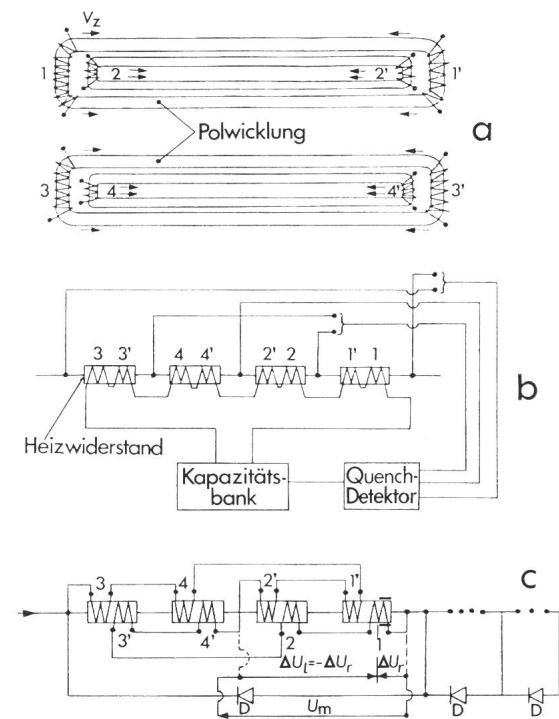 V_z
1 2 2' 1'
Polwicklung
a
3 4 4' 3'
3 3' 4 4' 2' 2 1' 1
b
Heizwiderstand
Kapazitäts-
bank
Quench-
Detektor
c
3 4 2' 1'
3' 4' 2 1
ΔU_l=-ΔU_r ΔU_r
U_m
D D D